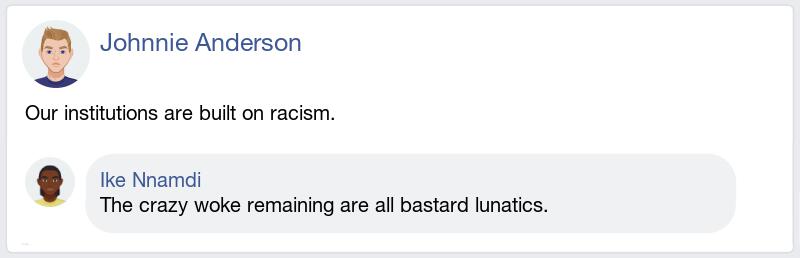 Johnnie Anderson
Our institutions are built on racism.
Ike Nnamdi
The crazy woke remaining are all bastard lunatics.